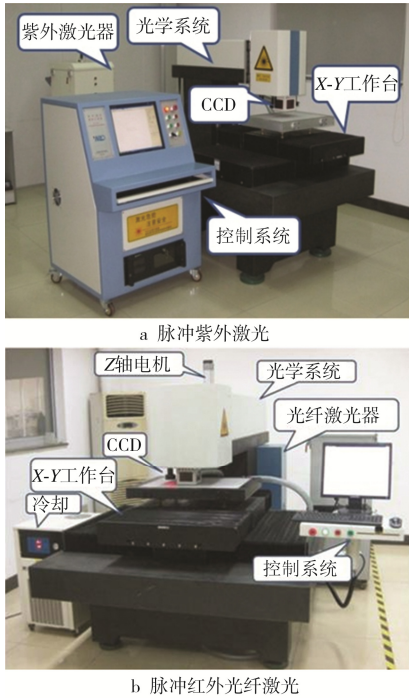 紫外激光器
光学系统
CCD
X-Y工作台
控制系统
a 脉冲紫外激光
Z轴电机
光学系统
光纤激光器
CCD
X-Y工作台
冷却
控制系统
b 脉冲红外光纤激光